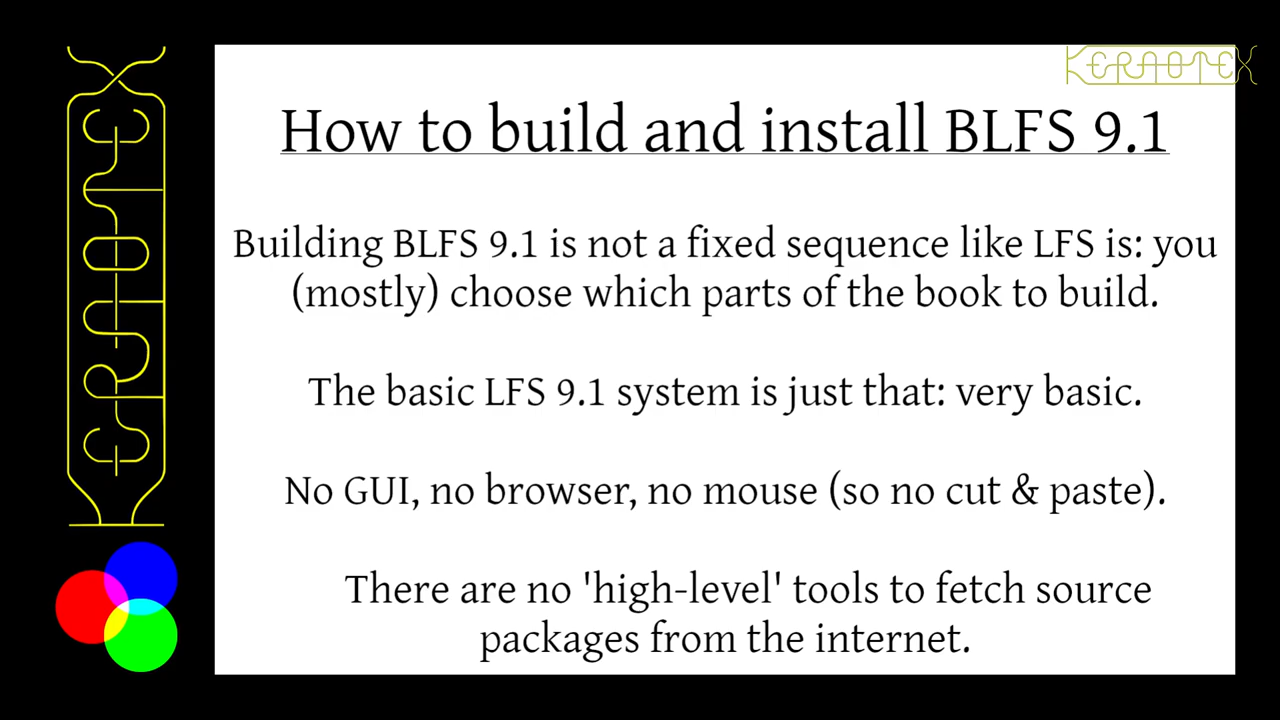 KERNOTEX
How to build and install BLFS 9.1
Building BLFS 9.1 is not a fixed sequence like LFS is: you
(mostly) choose which parts of the book to build.
The basic LFS 9.1 system is just that: very basic.
No GUI, no browser, no mouse (so no cut & paste).
There are no 'high-level' tools to fetch source
packages from the internet.